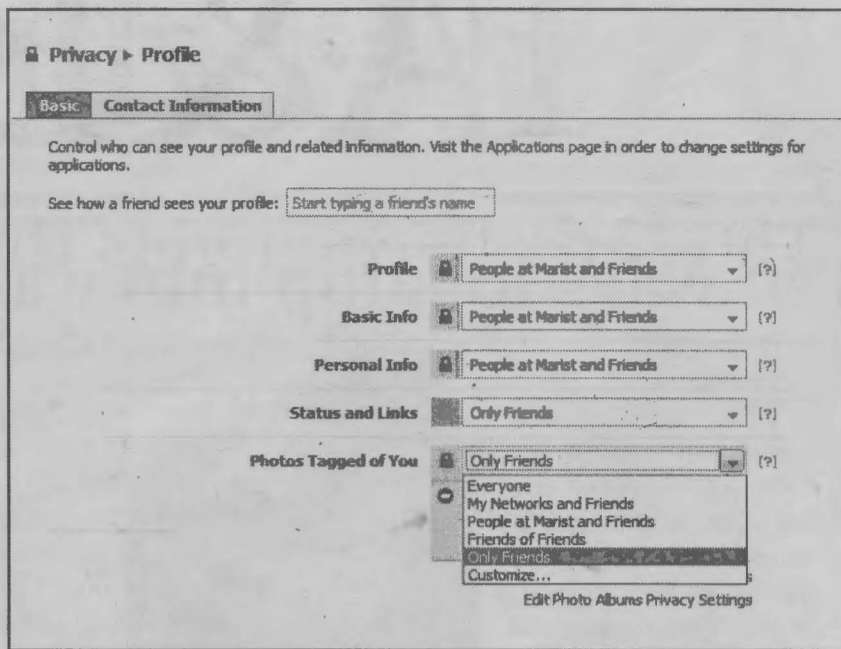 Privacy ▸ Profile
Basic Contact Information
Control who can see your profile and related information. Visit the Applications page in order to change settings for
applications.
See how a friend sees your profile: Start typing a friend's name
Profile People at Marist and Friends [?]
Basic Info People at Marist and Friends [?]
Personal Info People at Marist and Friends [?]
Status and Links Only Friends [?]
Photos Tagged of You Only Friends [?]
Everyone
My Networks and Friends
People at Marist and Friends
Friends of Friends
Only Friends
Customize...
s
Edit Photo Albums Privacy Settings